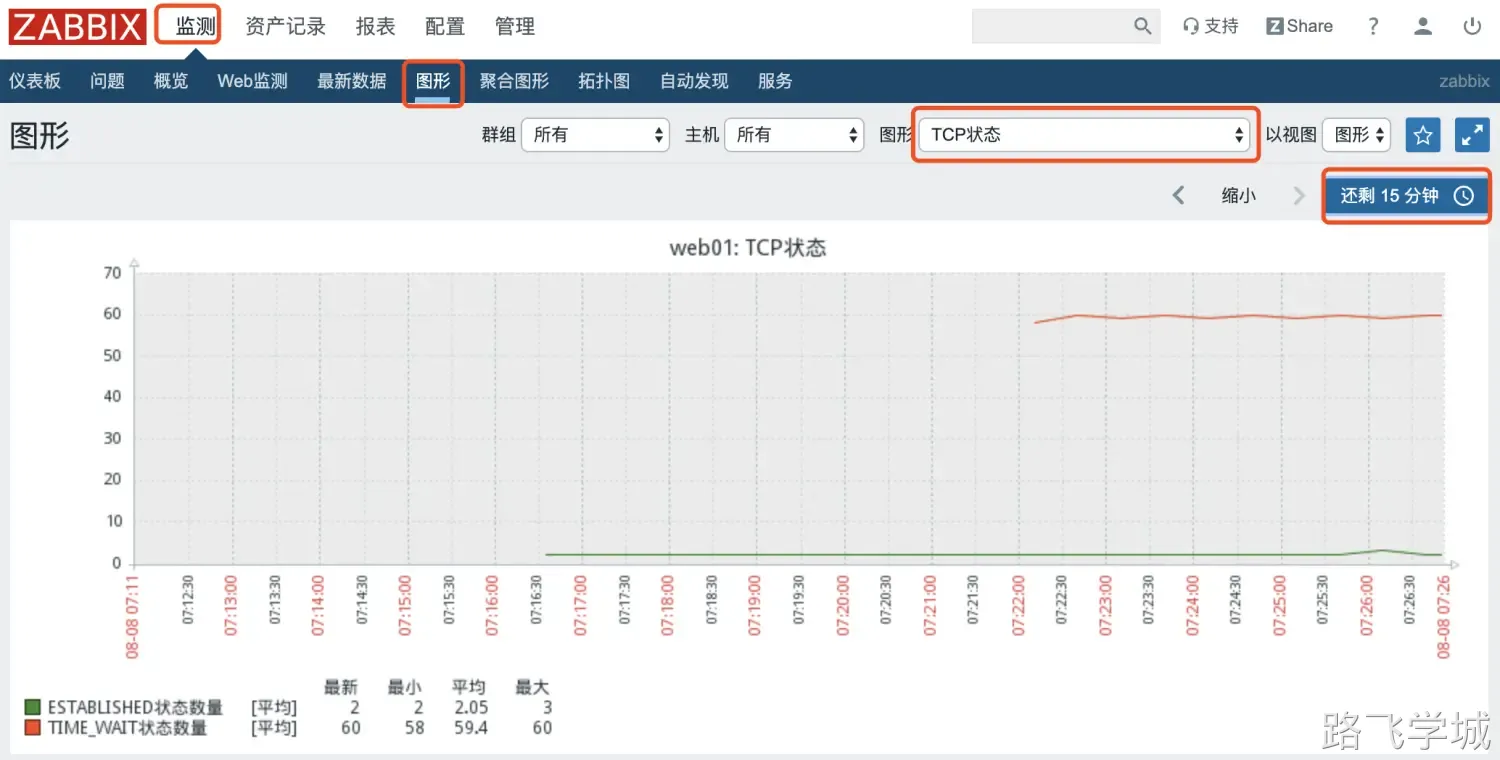 ZABBIX 监测 资产记录 报表 配置 管理 支持 Z Share ?
仪表板 问题 概览 Web监测 最新数据 图形 聚合图形 拓扑图 自动发现 服务 zabbix
图形 群组 所有 主机 所有 图形 TCP状态 以视图 图形
缩小 还剩 15 分钟
web01: TCP状态
70
60
50
40
30
20
10
0
08-08 07:11 07:12:30 07:13:00 07:13:30 07:14:00 07:14:30 07:15:00 07:15:30 07:16:00 07:16:30 07:17:00 07:17:30 07:18:00 07:18:30 07:19:00 07:19:30 07:20:00 07:20:30 07:21:00 07:21:30 07:22:00 07:22:30 07:23:00 07:23:30 07:24:00 07:24:30 07:25:00 07:25:30 07:26:00 07:26:30 08-08 07:26
最新 最小 平均 最大
ESTABLISHED状态数量 [平均] 2 2 2.05 3
TIME_WAIT状态数量 [平均] 60 58 59.4 60
路飞学城